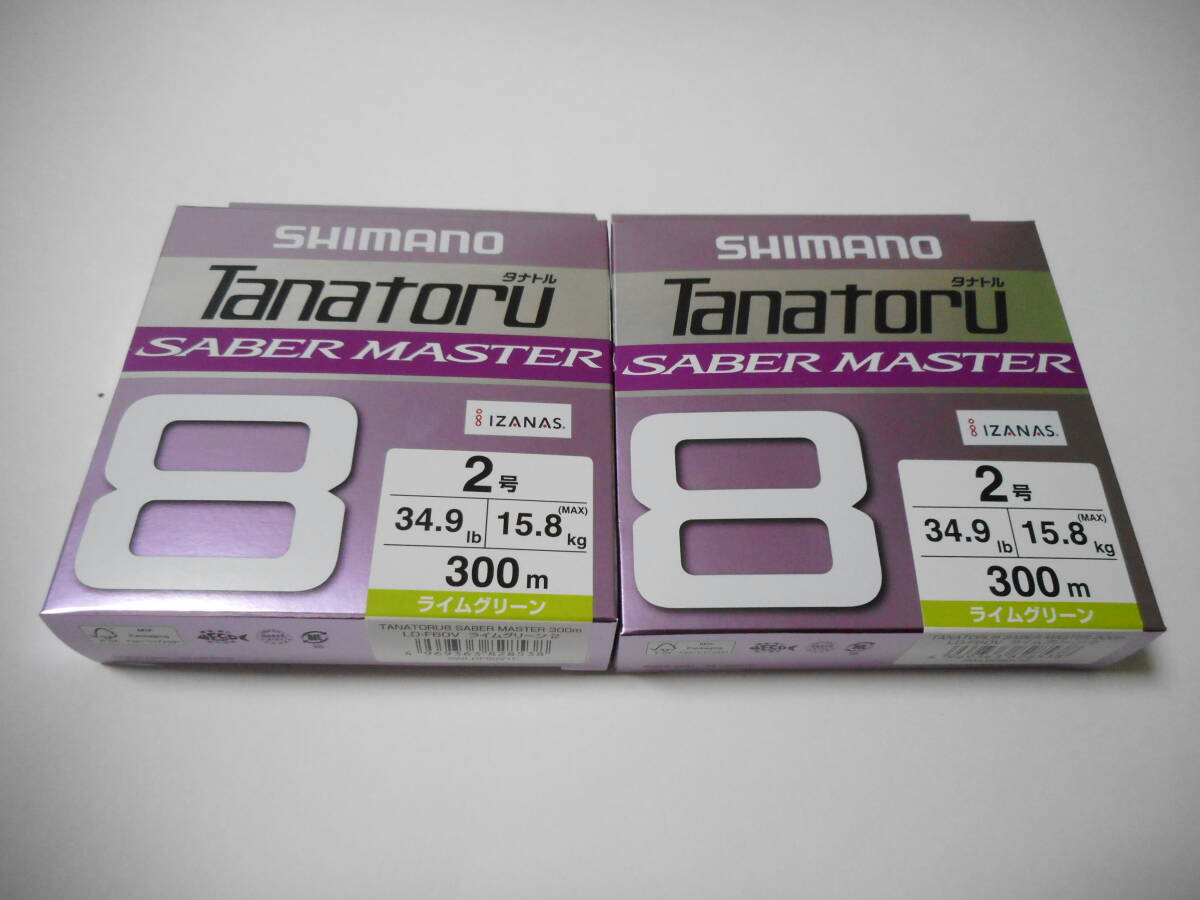 SHIMANO
タナトル
Tanatoru
SABER MASTER
8
IZANAS
2号
34.9 lb
15.8 kg (MAX)
300 m
ライムグリーン
TANATORU8 SABER MASTER 300m
LD-F60V ライムグリーン 2
4 969363 828538
SHIMANO
タナトル
Tanatoru
SABER MASTER
8
IZANAS
2号
34.9 lb
15.8 kg (MAX)
300 m
ライムグリーン